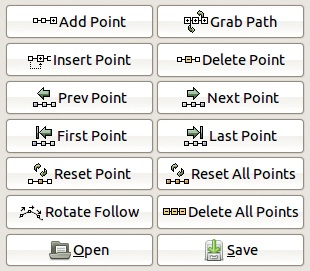 Add Point
Grab Path
Insert Point
Delete Point
Prev Point
Next Point
First Point
Last Point
Reset Point
Reset All Points
Rotate Follow
Delete All Points
Open
Save